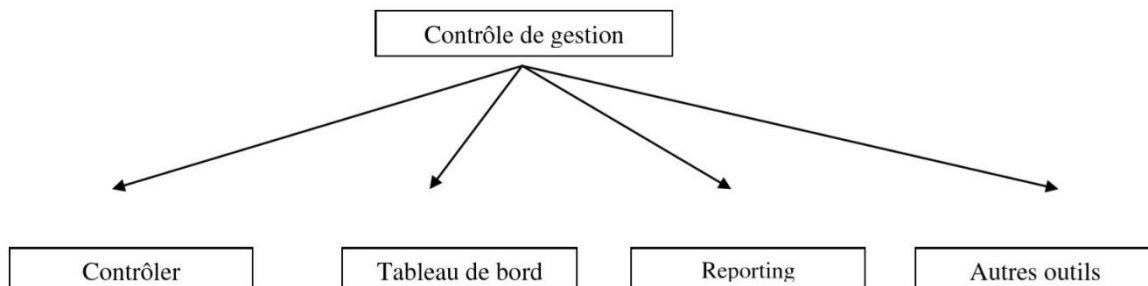 Contrôle de gestion
Contrôler
Tableau de bord
Reporting
Autres outils